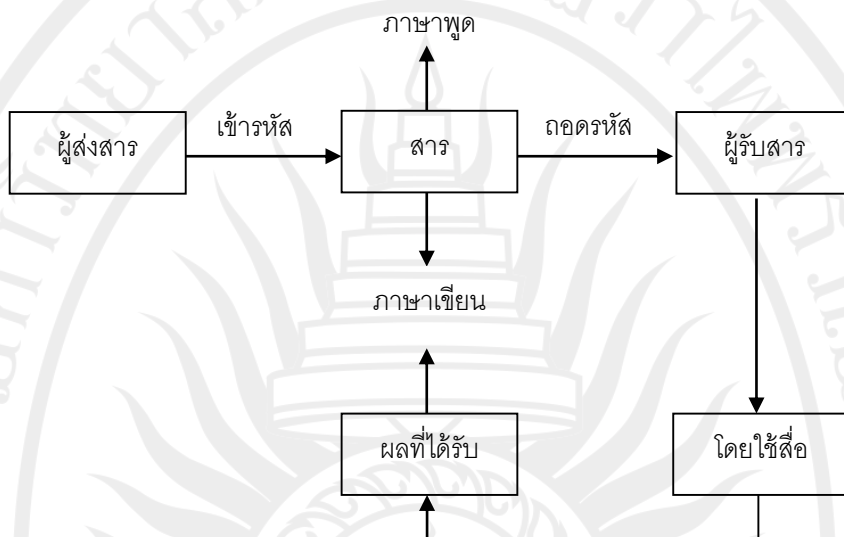 ภาษาพูด
ผู้ส่งสาร
เข้ารหัส
สาร
ถอดรหัส
ผู้รับสาร
ภาษาเขียน
ผลที่ได้รับ
โดยใช้สื่อ